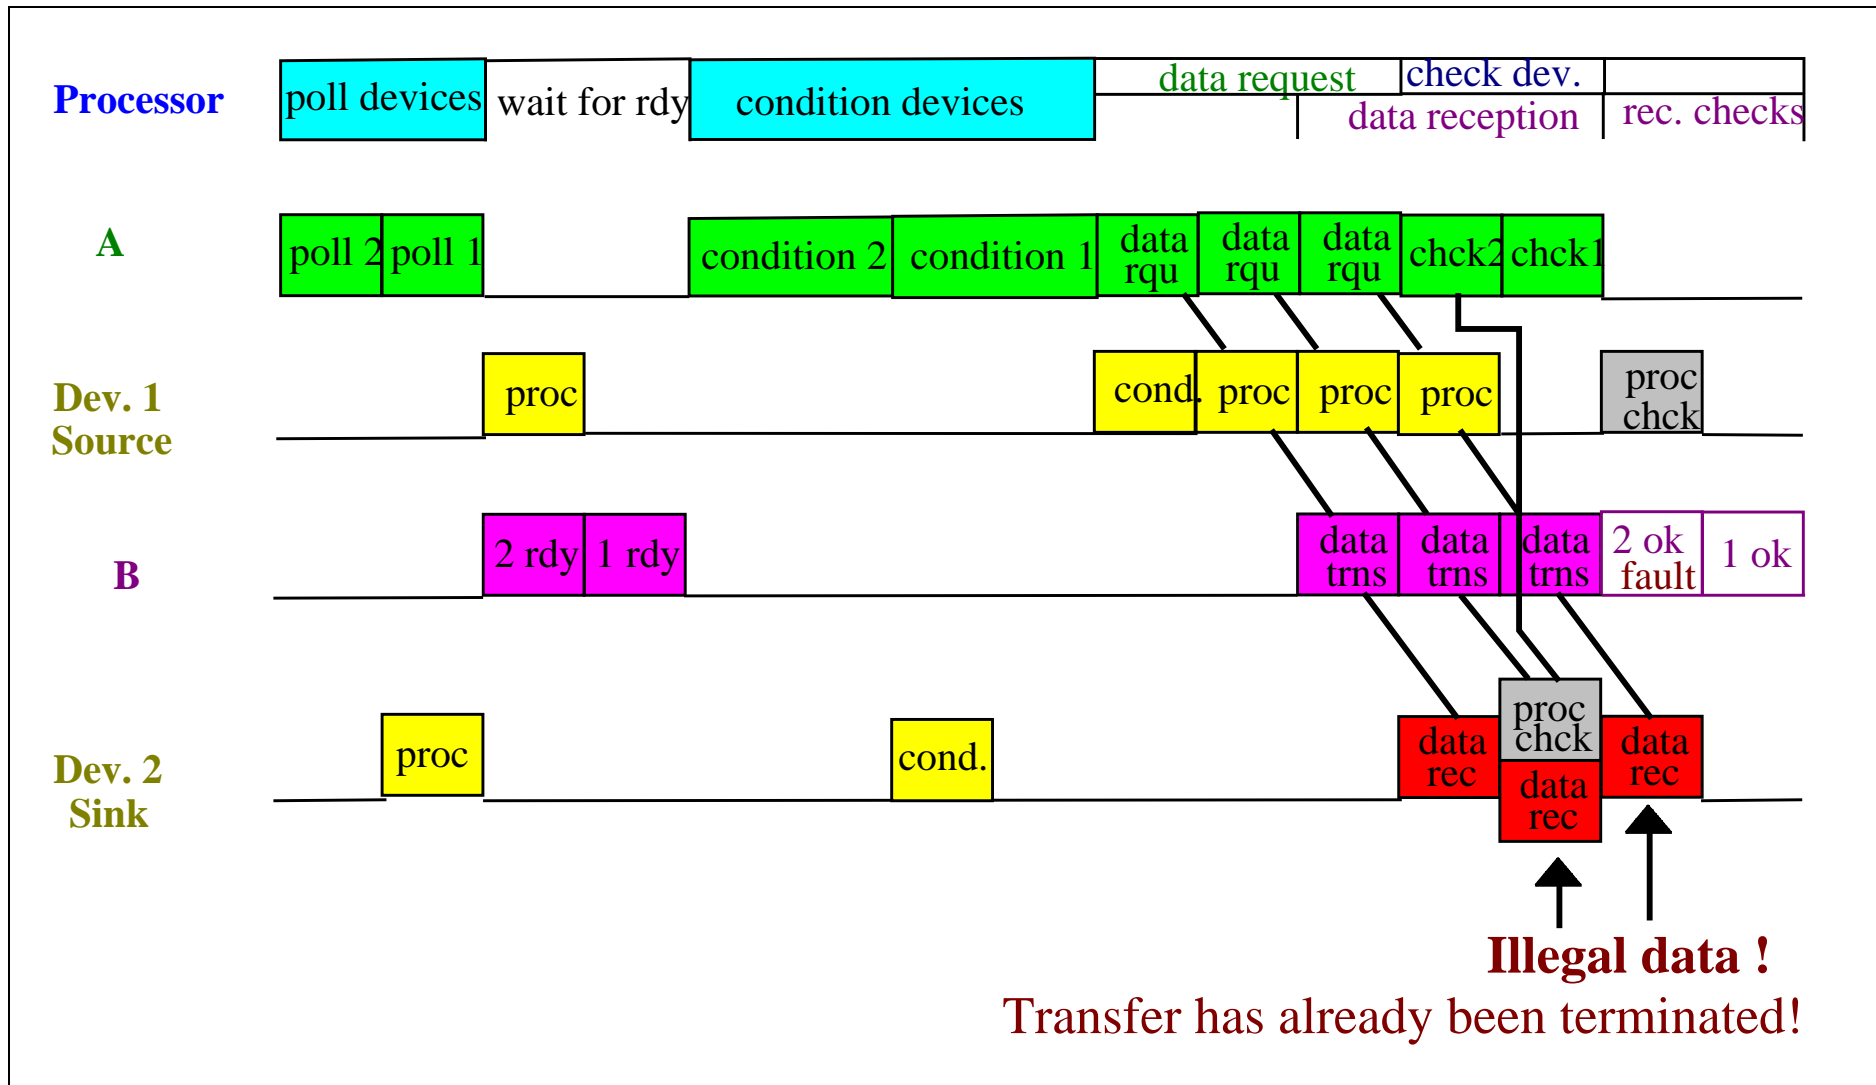 Processor
poll devices
wait for rdy
condition devices
data request
check dev.
data reception
rec. checks
A
poll 2
poll 1
condition 2
condition 1
data
rqu
data
rqu
data
rqu
chck2
chck1
Dev. 1
Source
proc
cond.
proc
proc
proc
proc
chck
B
2 rdy
1 rdy
data
trns
data
trns
data
trns
2 ok
fault
1 ok
Dev. 2
Sink
proc
cond.
data
rec
proc
chck
data
rec
data
rec
Illegal data !
Transfer has already been terminated!